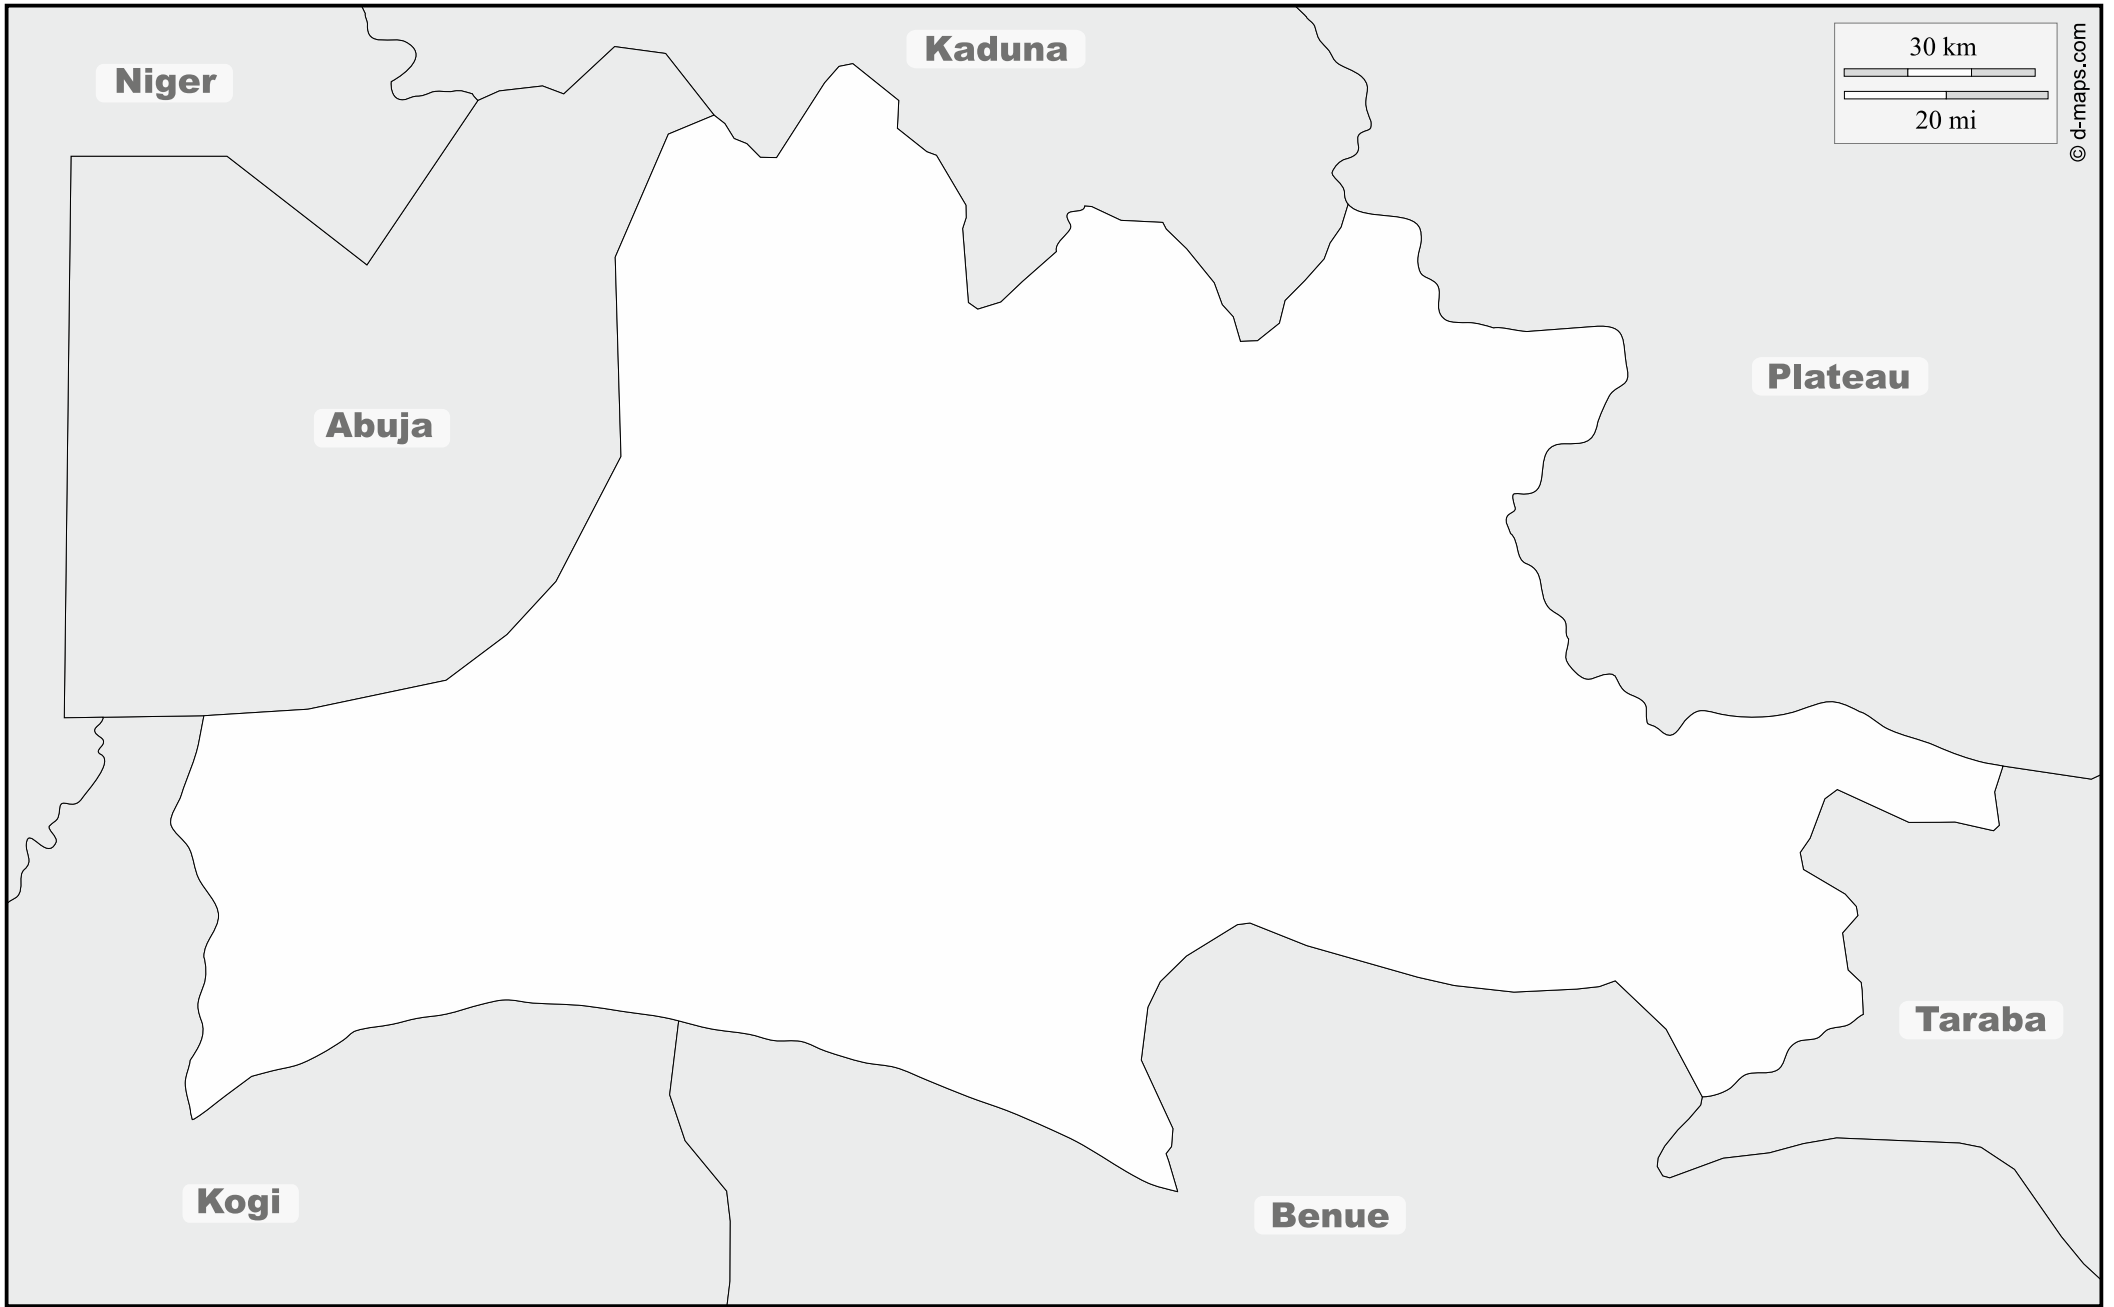 Kaduna
30 km
Niger
20 mi
© d-maps.com
Plateau
Abuja
Taraba
Kogi
Benue